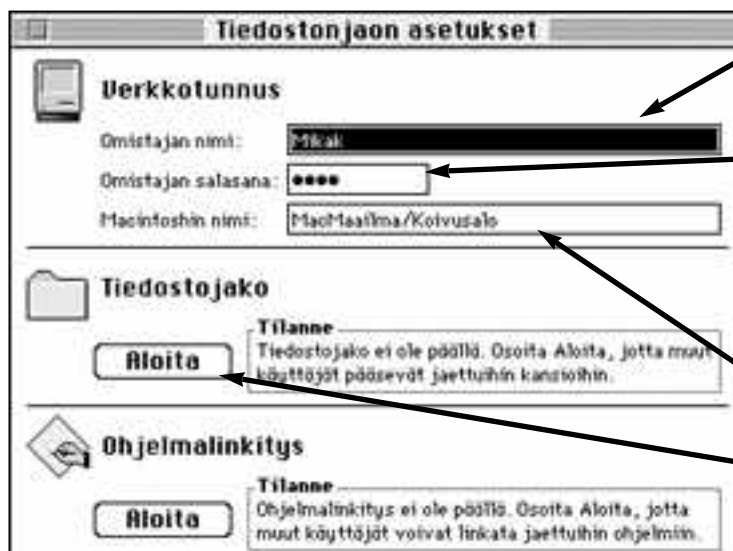 Tiedostonjaon asetukset
Verkkotunnus
Omistajan nimi: Mikak
Omistajan salasana: ••••
Macintoshin nimi: MacMaailma/Koivusalo
Tiedostojako
Aloita
Tilanne
Tiedostojako ei ole päällä. Osoita Aloita, jotta muut
käyttäjät pääsevät jaettuihin kansioihin.
Ohjelmalinkitys
Aloita
Tilanne
Ohjelmalinkitys ei ole päällä. Osoita Aloita, jotta
muut käyttäjät voivat linkata jaettuihin ohjelmiin.